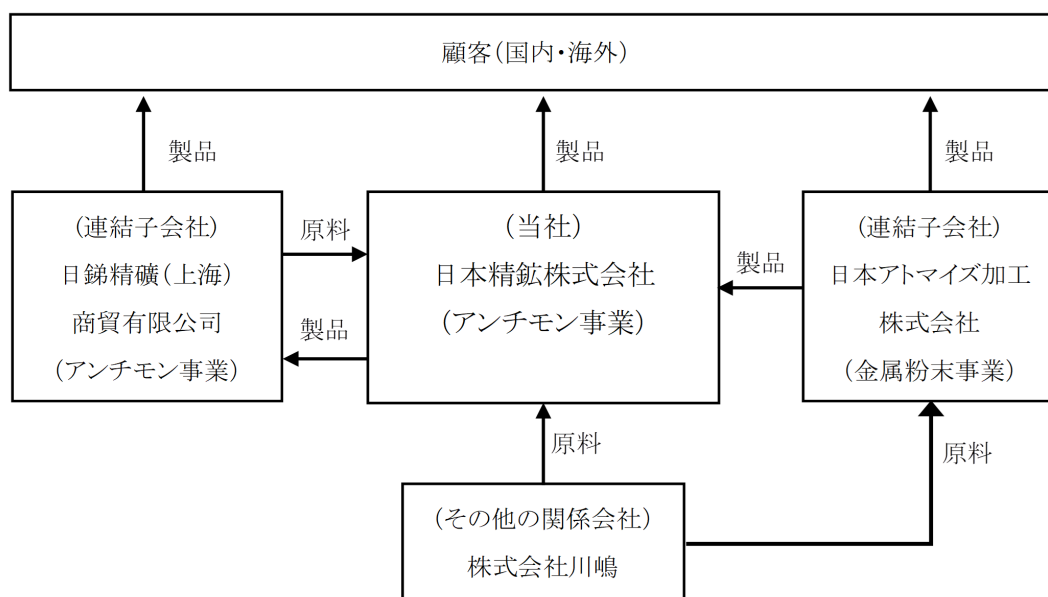 顧客(国内・海外)
製品
製品
製品
(連結子会社)
日銻精礦(上海)
商貿有限公司
(アンチモン事業)
原料
製品
(当社)
日本精鉱株式会社
(アンチモン事業)
製品
(連結子会社)
日本アトマイズ加工
株式会社
(金属粉末事業)
原料
原料
(その他の関係会社)
株式会社川嶋